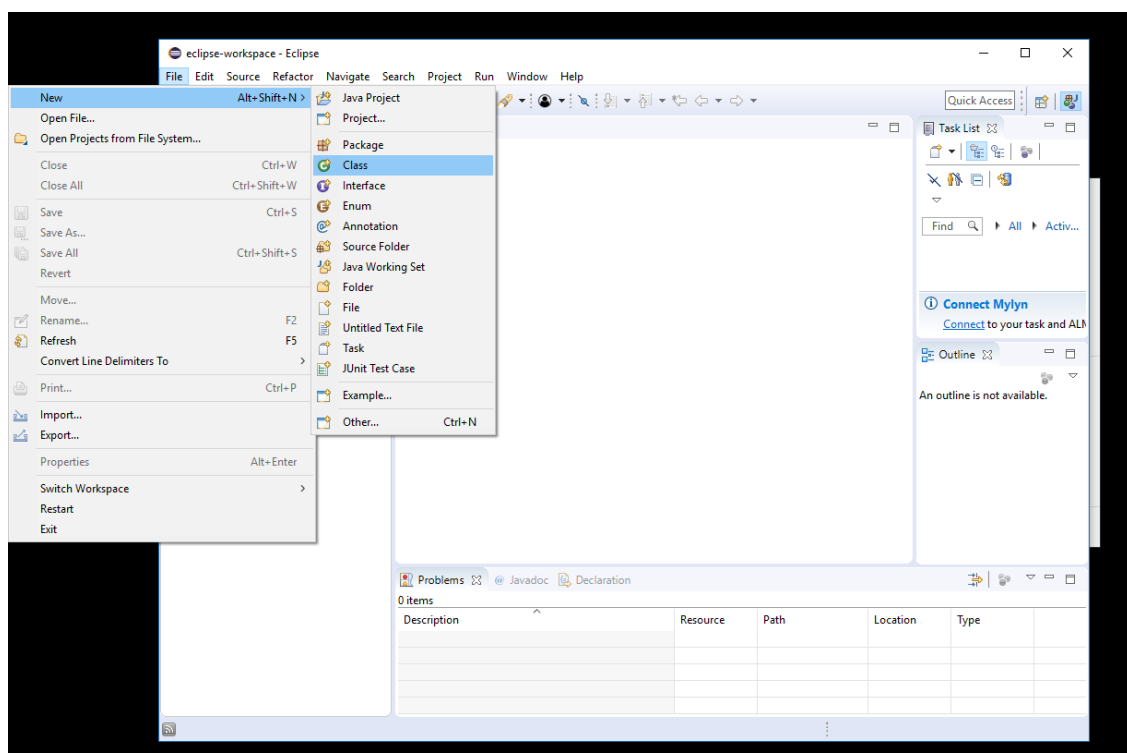 eclipse-workspace - Eclipse
File Edit Source Refactor Navigate Search Project Run Window Help
New Alt+Shift+N >
Open File...
Open Projects from File System...
Close Ctrl+W
Close All Ctrl+Shift+W
Save Ctrl+S
Save As...
Save All Ctrl+Shift+S
Revert
Move...
Rename... F2
Refresh F5
Convert Line Delimiters To >
Print... Ctrl+P
Import...
Export...
Properties Alt+Enter
Switch Workspace >
Restart
Exit
Java Project
Project...
Package
Class
Interface
Enum
Annotation
Source Folder
Java Working Set
Folder
File
Untitled Text File
Task
JUnit Test Case
Example...
Other... Ctrl+N
Quick Access
Task List
Find All Activ...
Connect Mylyn
Connect to your task and ALM
Outline
An outline is not available.
Problems @ Javadoc Declaration
0 items
Description Resource Path Location Type